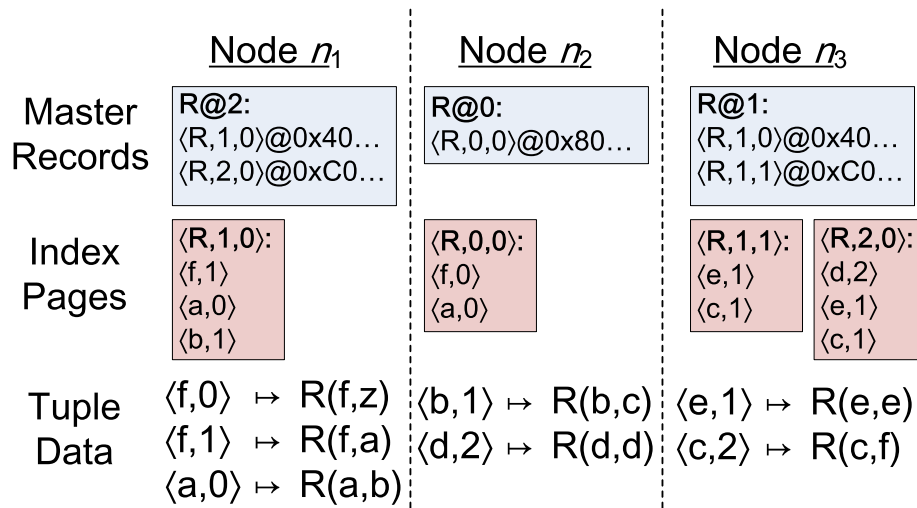 Node n1
Node n2
Node n3
Master
Records
R@2:
⟨R,1,0⟩@0x40…
⟨R,2,0⟩@0xC0…
R@0:
⟨R,0,0⟩@0x80…
R@1:
⟨R,1,0⟩@0x40…
⟨R,1,1⟩@0xC0…
Index
Pages
⟨R,1,0⟩:
⟨f,1⟩
⟨a,0⟩
⟨b,1⟩
⟨R,0,0⟩:
⟨f,0⟩
⟨a,0⟩
⟨R,1,1⟩:
⟨e,1⟩
⟨c,1⟩
⟨R,2,0⟩:
⟨d,2⟩
⟨e,1⟩
⟨c,1⟩
Tuple
Data
⟨f,0⟩ ↦ R(f,z)
⟨f,1⟩ ↦ R(f,a)
⟨a,0⟩ ↦ R(a,b)
⟨b,1⟩ ↦ R(b,c)
⟨d,2⟩ ↦ R(d,d)
⟨e,1⟩ ↦ R(e,e)
⟨c,2⟩ ↦ R(c,f)